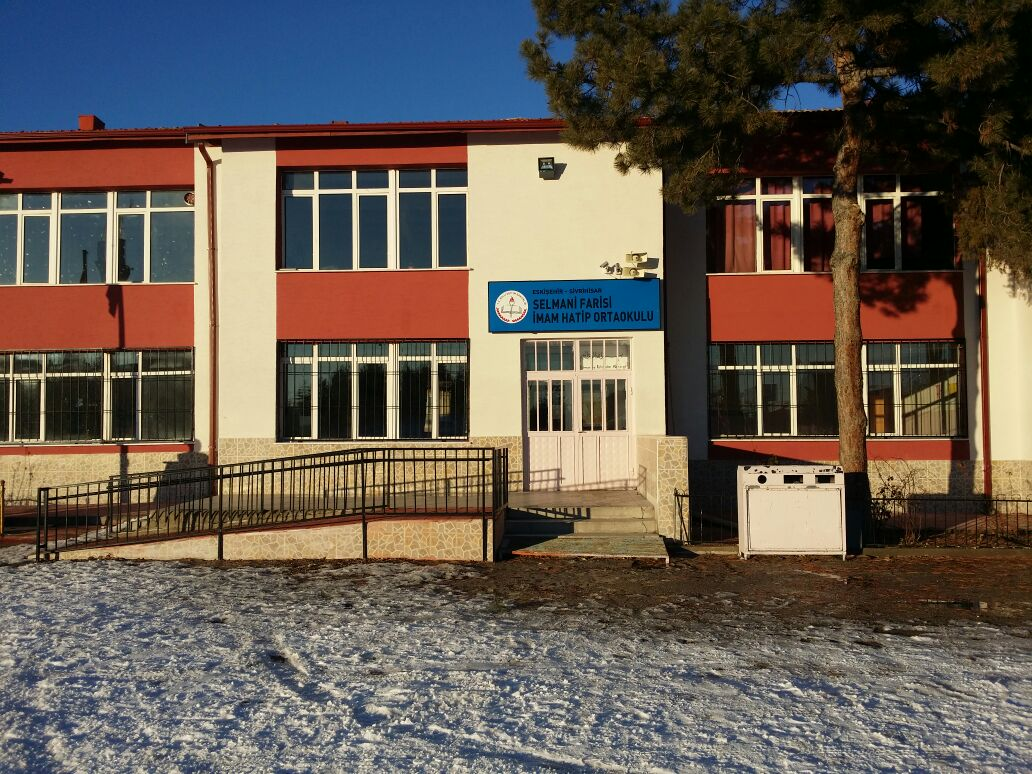 ESKİŞEHİR - SİVRİHİSAR
SELMANİ FARİSİ
İMAM HATİP ORTAOKULU